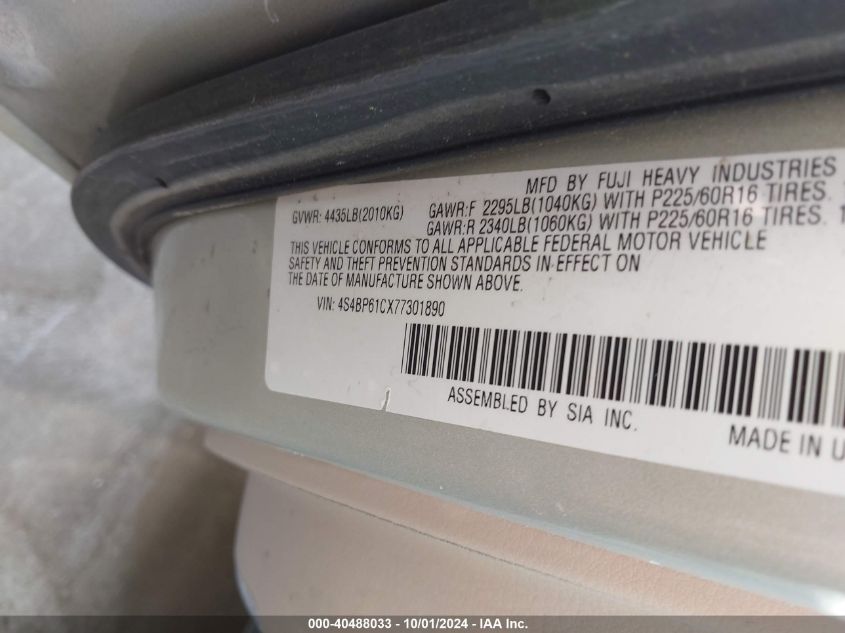 MFD BY FUJI HEAVY INDUSTRIES
GVWR: 4435LB(2010KG) GAWR:F 2295LB(1040KG) WITH P225/60R16 TIRES.
GAWR:R 2340LB(1060KG) WITH P225/60R16 TIRES. 1
THIS VEHICLE CONFORMS TO ALL APPLICABLE FEDERAL MOTOR VEHICLE
SAFETY AND THEFT PREVENTION STANDARDS IN EFFECT ON
THE DATE OF MANUFACTURE SHOWN ABOVE.
VIN: 4S4BP61CX77301890
ASSEMBLED BY SIA INC.
MADE IN U
000-40488033 - 10/01/2024 - IAA Inc.